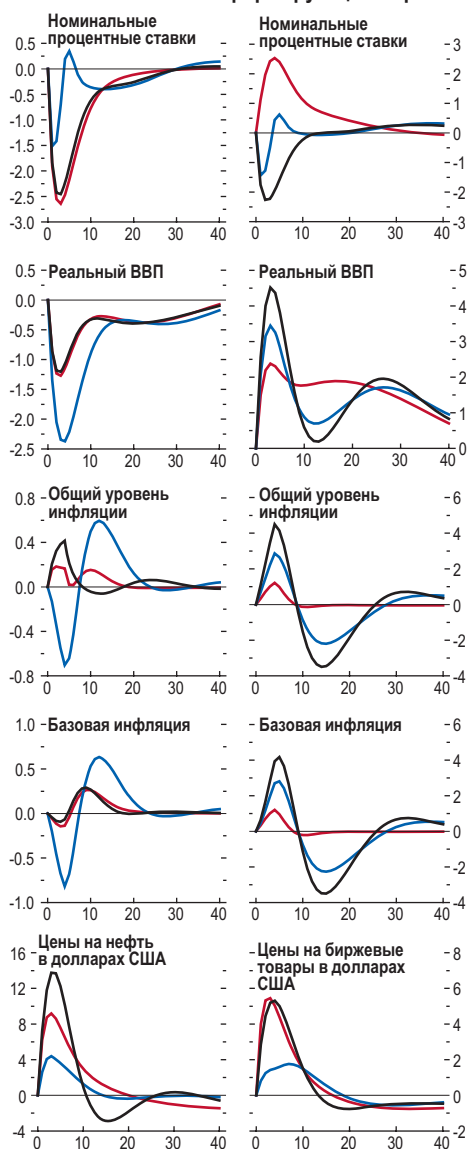 Номинальные
процентные ставки
0.5
0.0
-0.5
-1.0
-1.5
-2.0
-2.5
-3.0
0 10 20 30 40
Номинальные
процентные ставки
3
2
1
0
-1
-2
-3
0 10 20 30 40
Реальный ВВП
0.5
0.0
-0.5
-1.0
-1.5
-2.0
-2.5
0 10 20 30 40
Реальный ВВП
5
4
3
2
1
0
0 10 20 30 40
Общий уровень
инфляции
0.8
0.4
0.0
-0.4
-0.8
0 10 20 30 40
Общий уровень
инфляции
6
4
2
0
-2
-4
0 10 20 30 40
Базовая инфляция
1.0
0.5
0.0
-0.5
-1.0
0 10 20 30 40
Базовая инфляция
6
4
2
0
-2
-4
0 10 20 30 40
Цены на нефть
в долларах США
16
12
8
4
0
-4
0 10 20 30 40
Цены на биржевые
товары в долларах
США
8
6
4
2
0
-2
0 10 20 30 40